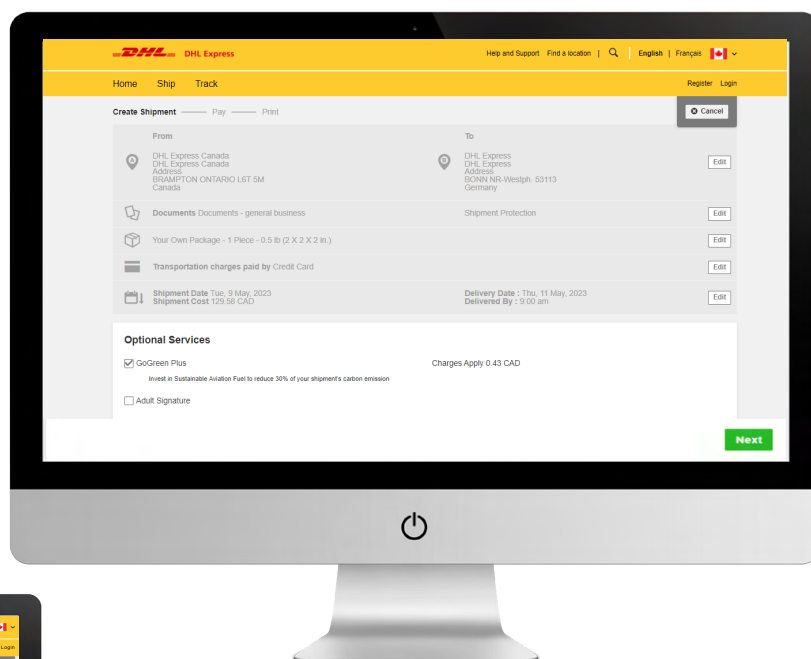 DHL DHL Express
Help and Support Find a location | English | Français
Home Ship Track
Register Login
Create Shipment Pay Print
Cancel
From
To
A
DHL Express Canada
DHL Express Canada
Address
BRAMPTON ONTARIO L6T 5M
Canada
B
DHL Express
DHL Express
Address
BONN NR-Weslph. 53113
Germany
Edit
Documents Documents - general business
Shipment Protection
Edit
Your Own Package - 1 Piece - 0.5 lb (2 X 2 X 2 in.)
Edit
Transportation charges paid by Credit Card
Edit
Shipment Date Tue, 9 May, 2023
Shipment Cost 129.58 CAD
Delivery Date : Thu, 11 May, 2023
Delivered By : 9:00 am
Edit
Optional Services
GoGreen Plus
Charges Apply 0.43 CAD
Invest in Sustainable Aviation Fuel to reduce 30% of your shipment's carbon emission
Adult Signature
Next
Login